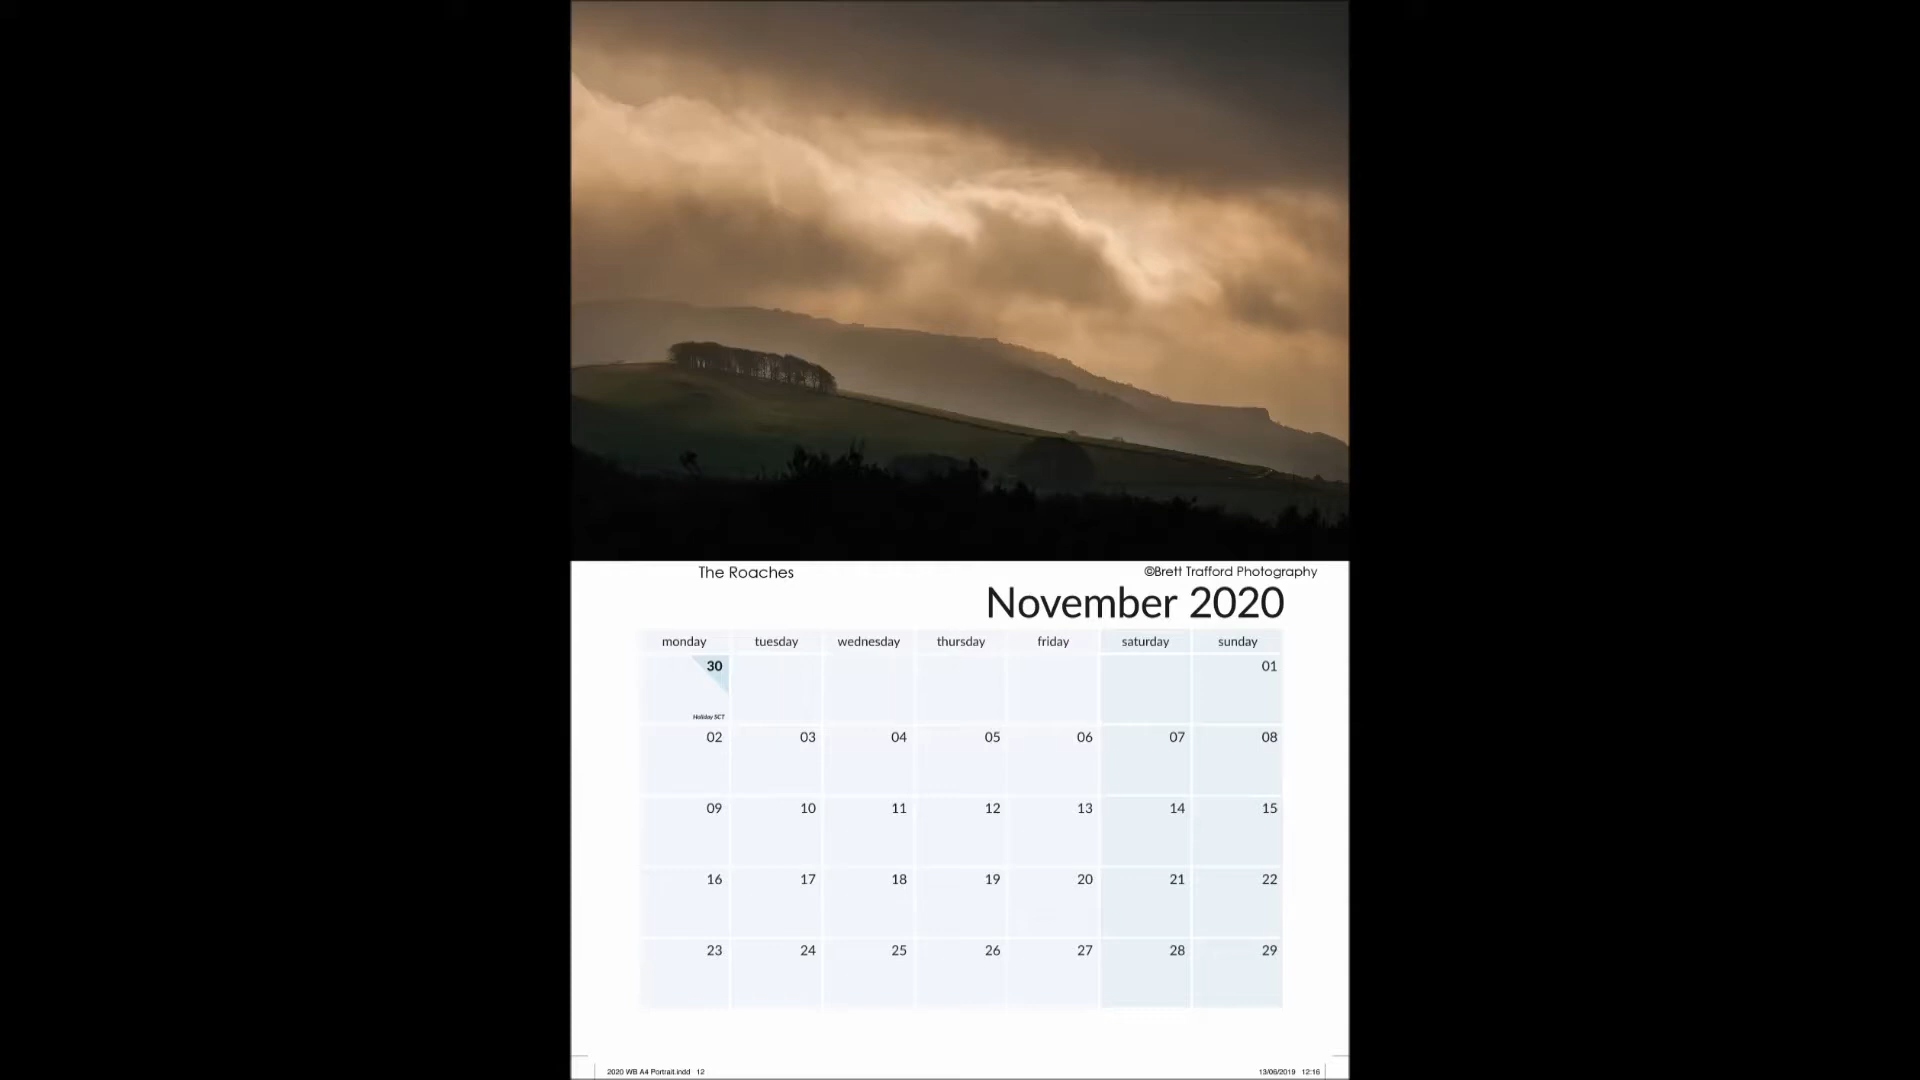 The Roaches
©Brett Trafford Photography
November 2020
monday tuesday wednesday thursday friday saturday sunday
30 01
Holiday SCT
02 03 04 05 06 07 08
09 10 11 12 13 14 15
16 17 18 19 20 21 22
23 24 25 26 27 28 29
2020 WB A4 Portrait.indd 12 13/06/2019 12:16